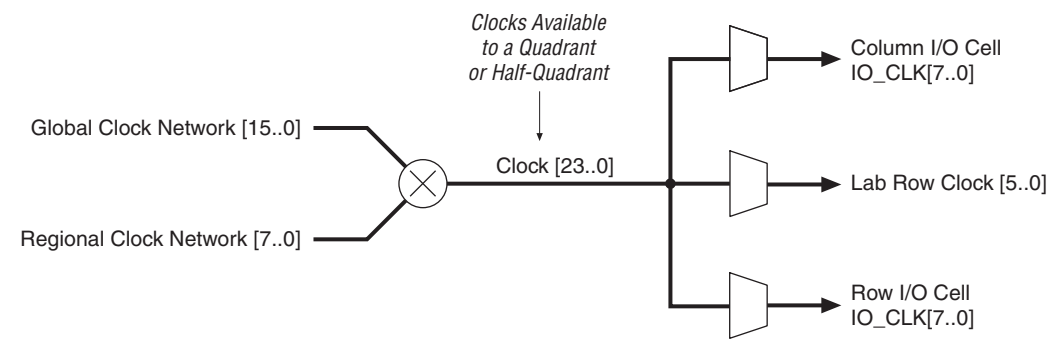 Clocks Available
to a Quadrant
or Half-Quadrant
Column I/O Cell
IO_CLK[7..0]
Global Clock Network [15..0]
Clock [23..0]
Lab Row Clock [5..0]
Regional Clock Network [7..0]
Row I/O Cell
IO_CLK[7..0]